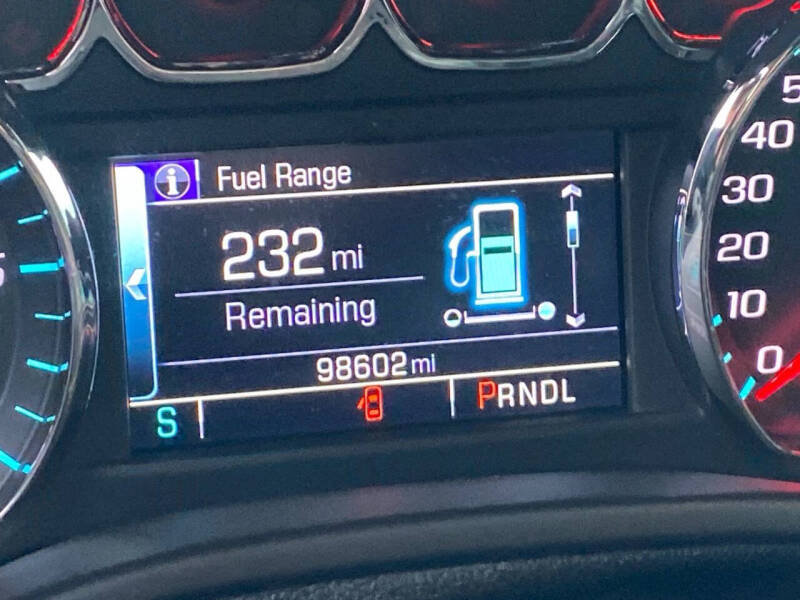 i Fuel Range
232 mi
Remaining
98602 mi
S PRNDL
40
30
20
10
0